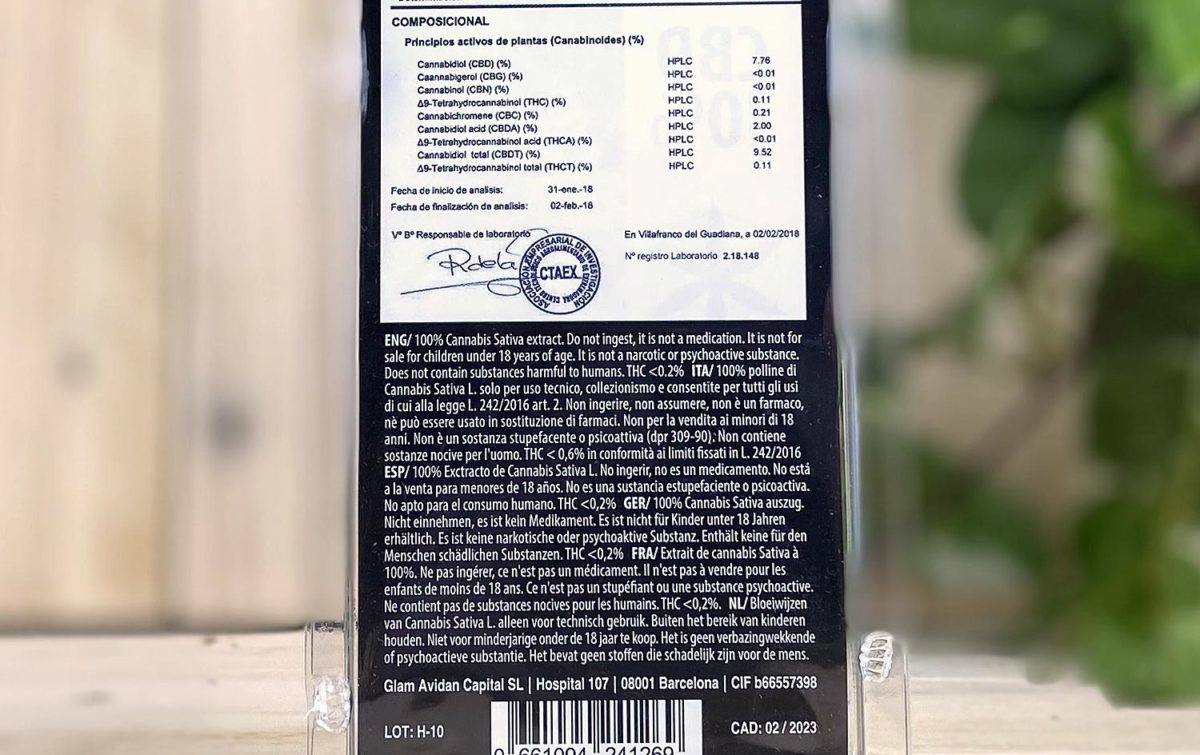 COMPOSICIONAL
Principios activos de plantas (Canabinoides) (%)
Cannabidiol (CBD) (%) HPLC 7.76
Caannabigerol (CBG) (%) HPLC <0.01
Cannabinol (CBN) (%) HPLC <0.01
Δ9-Tetrahydrocannabinol (THC) (%) HPLC 0.11
Cannabichromene (CBC) (%) HPLC 0.21
Cannabidiol acid (CBDA) (%) HPLC 2.00
Δ9-Tetrahydrocannabinol acid (THCA) (%) HPLC <0.01
Cannabidiol total (CBDT) (%) HPLC 9.52
Δ9-Tetrahydrocannabinol total (THCT) (%) HPLC 0.11
Fecha de inicio de analisis: 31-ene.-18
Fecha de finalización de analisis: 02-feb.-18
Vº Bº Responsable de laboratorio
En Villafranco del Guadiana, a 02/02/2018
Nº registro Laboratorio 2.18.148
ASOCIACIÓN EMPRESARIAL DE INVESTIGACIÓN
CENTRO TECNOLÓGICO AGROALIMENTARIO DE EXTREMADURA
CTAEX
ENG/ 100% Cannabis Sativa extract. Do not ingest, it is not a medication. It is not for
sale for children under 18 years of age. It is not a narcotic or psychoactive substance.
Does not contain substances harmful to humans. THC <0.2% ITA/ 100% polline di
Cannabis Sativa L. solo per uso tecnico, collezionismo e consentite per tutti gli usi
di cui alla legge L. 242/2016 art. 2. Non ingerire, non assumere, non è un farmaco,
nè può essere usato in sostituzione di farmaci. Non per la vendita ai minori di 18
anni. Non è un sostanza stupefacente o psicoattiva (dpr 309-90). Non contiene
sostanze nocive per l'uomo. THC < 0,6% in conformità ai limiti fissati in L. 242/2016
ESP/ 100% Exctracto de Cannabis Sativa L. No ingerir, no es un medicamento. No está
a la venta para menores de 18 años. No es una sustancia estupefaciente o psicoactiva.
No apto para el consumo humano. THC <0,2% GER/ 100% Cannabis Sativa auszug.
Nicht einnehmen, es ist kein Medikament. Es ist nicht für Kinder unter 18 Jahren
erhältlich. Es ist keine narkotische oder psychoaktive Substanz. Enthält keine für den
Menschen schädlichen Substanzen. THC <0,2% FRA/ Extrait de cannabis Sativa à
100%. Ne pas ingérer, ce n'est pas un médicament. Il n'est pas à vendre pour les
enfants de moins de 18 ans. Ce n'est pas un stupéfiant ou une substance psychoactive.
Ne contient pas de substances nocives pour les humains. THC <0,2%. NL/ Bloeiwijzen
van Cannabis Sativa L. alleen voor technisch gebruik. Buiten het bereik van kinderen
houden. Niet voor minderjarige onder de 18 jaar te koop. Het is geen verbazingwekkende
of psychoactieve substantie. Het bevat geen stoffen die schadelijk zijn voor de mens.
Glam Avidan Capital SL | Hospital 107 | 08001 Barcelona | CIF b66557398
LOT: H-10
CAD: 02 / 2023
0 661094 241269